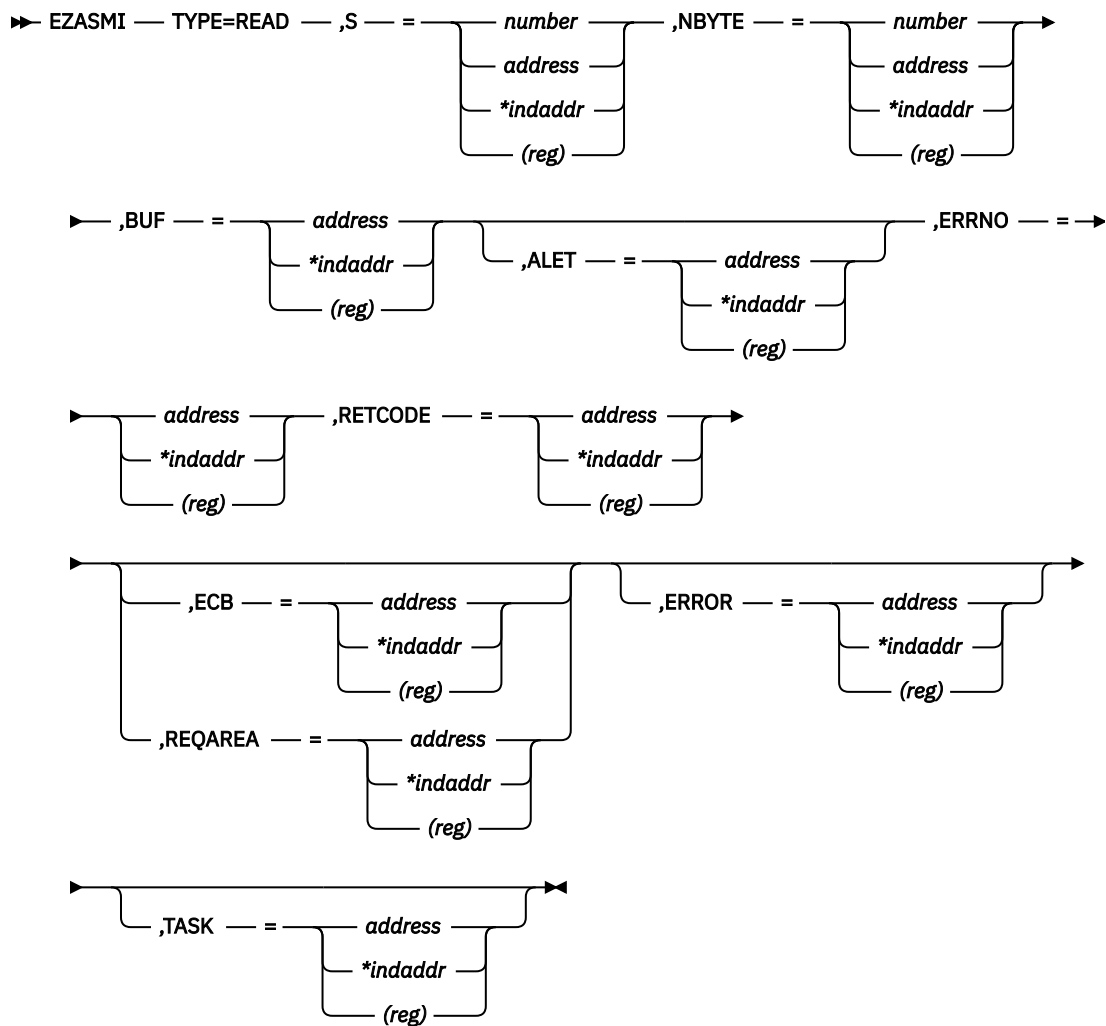 EZASMI TYPE=READ ,S = number ,NBYTE = number
address address
*indaddr *indaddr
(reg) (reg)
,BUF = address ,ERRNO =
*indaddr ,ALET = address
(reg) *indaddr
(reg)
address ,RETCODE = address
*indaddr *indaddr
(reg) (reg)
,ECB = address ,ERROR = address
*indaddr *indaddr
(reg) (reg)
,REQAREA = address
*indaddr
(reg)
,TASK = address
*indaddr
(reg)